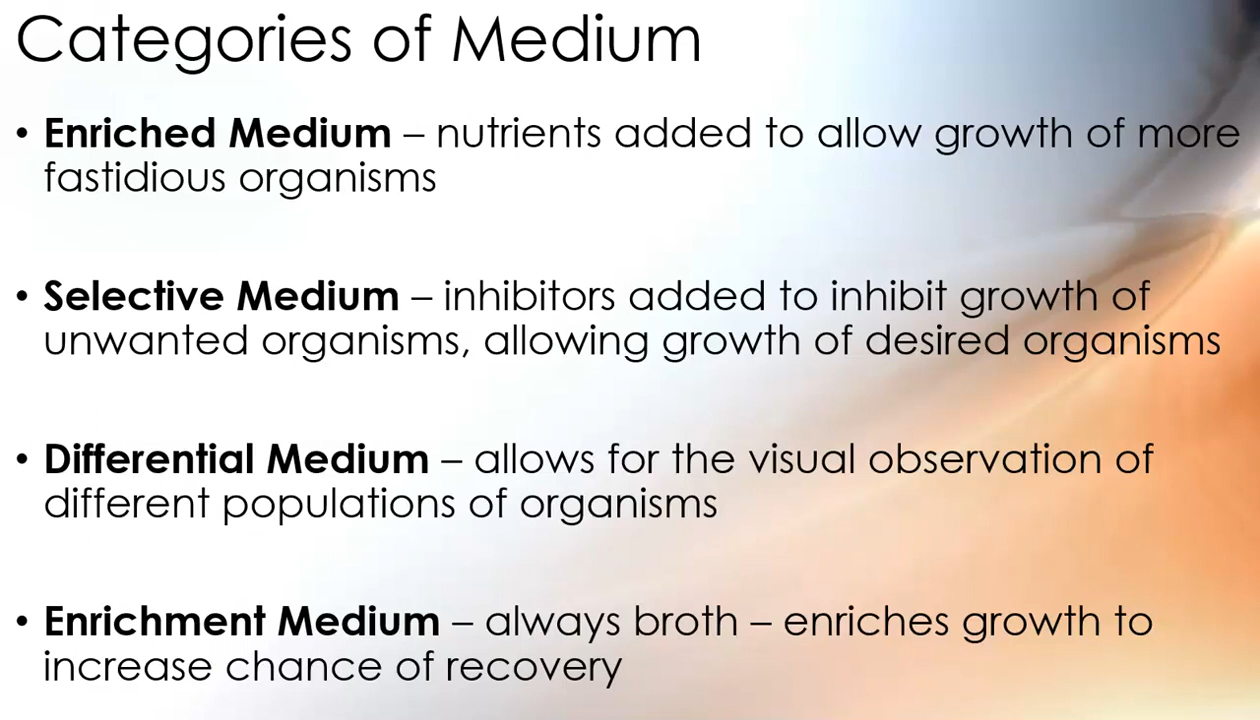 Categories of Medium
• Enriched Medium – nutrients added to allow growth of more
fastidious organisms
• Selective Medium – inhibitors added to inhibit growth of
unwanted organisms, allowing growth of desired organisms
• Differential Medium – allows for the visual observation of
different populations of organisms
• Enrichment Medium – always broth – enriches growth to
increase chance of recovery